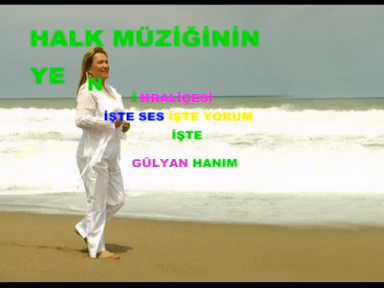 HALK MÜZİĞİNİN
YE N
İ KRALİÇESİ
İŞTE SES İŞTE YORUM
İŞTE
GÜLYAN HANIM